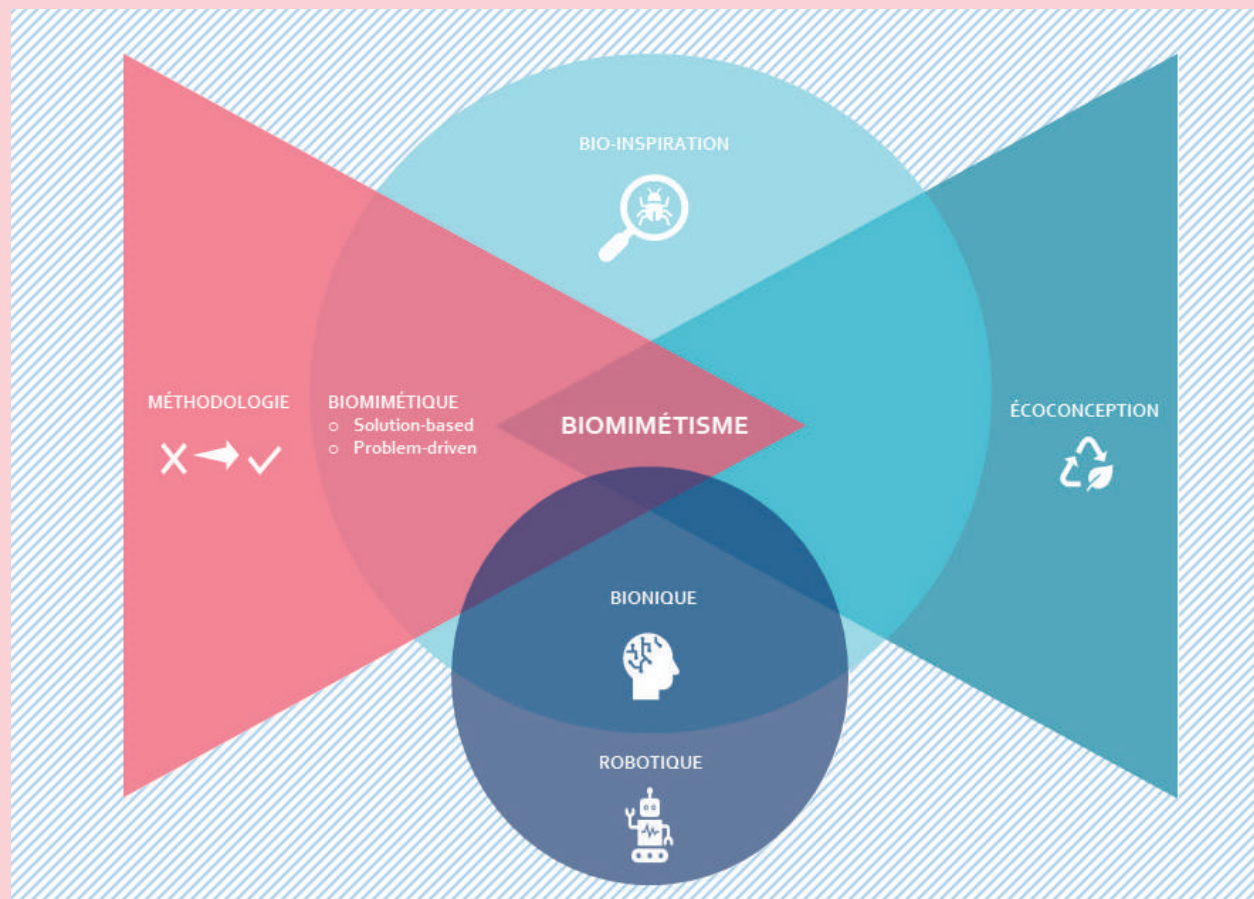 BIO-INSPIRATION
MÉTHODOLOGIE
BIOMIMÉTIQUE
o Solution-based
o Problem-driven
BIOMIMÉTISME
ÉCOCONCEPTION
BIONIQUE
ROBOTIQUE